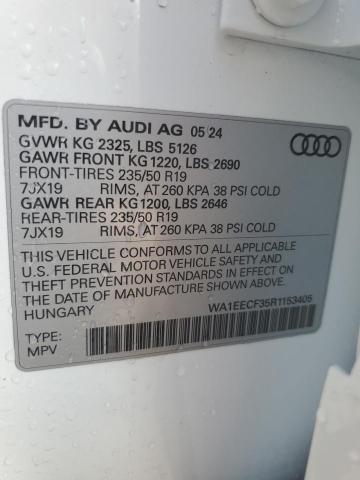 MFD. BY AUDI AG 05 24
GVWR KG 2325, LBS 5126
GAWR FRONT KG 1220, LBS 2690
FRONT-TIRES 235/50 R19
7JX19 RIMS, AT 260 KPA 38 PSI COLD
GAWR REAR KG 1200, LBS 2646
REAR-TIRES 235/50 R19
7JX19 RIMS, AT 260 KPA 38 PSI COLD
THIS VEHICLE CONFORMS TO ALL APPLICABLE
U.S. FEDERAL MOTOR VEHICLE SAFETY AND
THEFT PREVENTION STANDARDS IN EFFECT ON
THE DATE OF MANUFACTURE SHOWN ABOVE.
HUNGARY
WA1EECF35R1153405
TYPE:
MPV